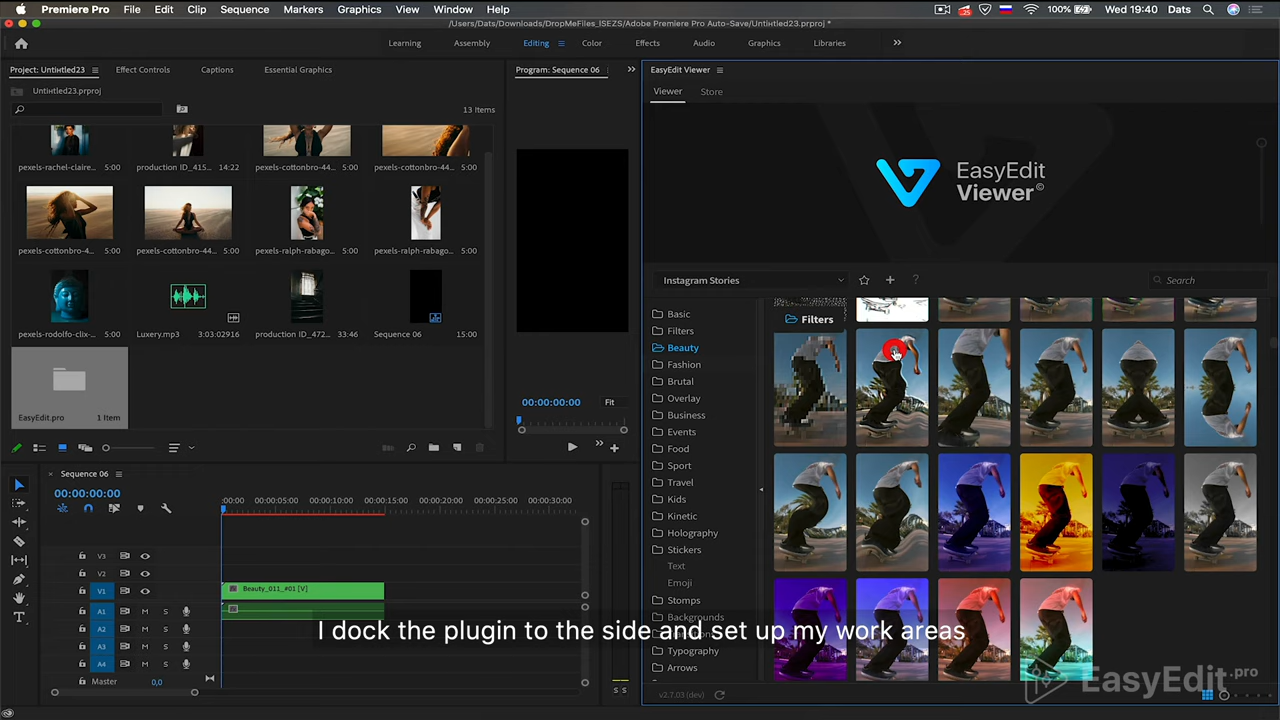 Premiere Pro File Edit Clip Sequence Markers Graphics View Window Help 100% Wed 19:40 Dats
/Users/Dats/Downloads/DropMeFiles_ISEZS/Adobe Premiere Pro Auto-Save/Untitled23.prproj *
Learning Assembly Editing Color Effects Audio Graphics Libraries
Project: Untitled23 Effect Controls Captions Essential Graphics
Program: Sequence 06
EasyEdit Viewer
Untitled23.prproj
Viewer Store
13 Items
pexels-rachel-claire... 5:00 production ID_415... 14:22 pexels-cottonbro-44... 5:00 pexels-cottonbro-44... 5:00
EasyEdit
Viewer©
pexels-cottonbro-4... 5:00 pexels-cottonbro-4... 5:00 pexels-ralph-rabago... 5:00 pexels-ralph-rabag... 5:00
Instagram Stories
?
Search
pexels-rodolfo-clix-... 5:00 Luxery.mp3 3:03:02916 production ID_472... 33:46 Sequence 06 15:00
EasyEdit.pro 1 Item
00:00:00:00 Fit
Basic
Filters
Beauty
Fashion
Brutal
Overlay
Business
Events
Food
Sport
Travel
Kids
Kinetic
Holography
Stickers
Text
Emoji
Stomps
Backgrounds
Typography
Arrows
Filters
v2.7.03 (dev)
Sequence 06
00:00:00:00
:00:00 00:00:05:00 00:00:10:00 00:00:15:00 00:00:20:00 00:00:25:00 00:00:30:00
V3
V2
V1 Beauty_011_#01 [V]
A1 M S
A2 M S
A3 M S
A4 M S
Master 0,0
S S
I dock the plugin to the side and set up my work areas
EasyEdit.pro